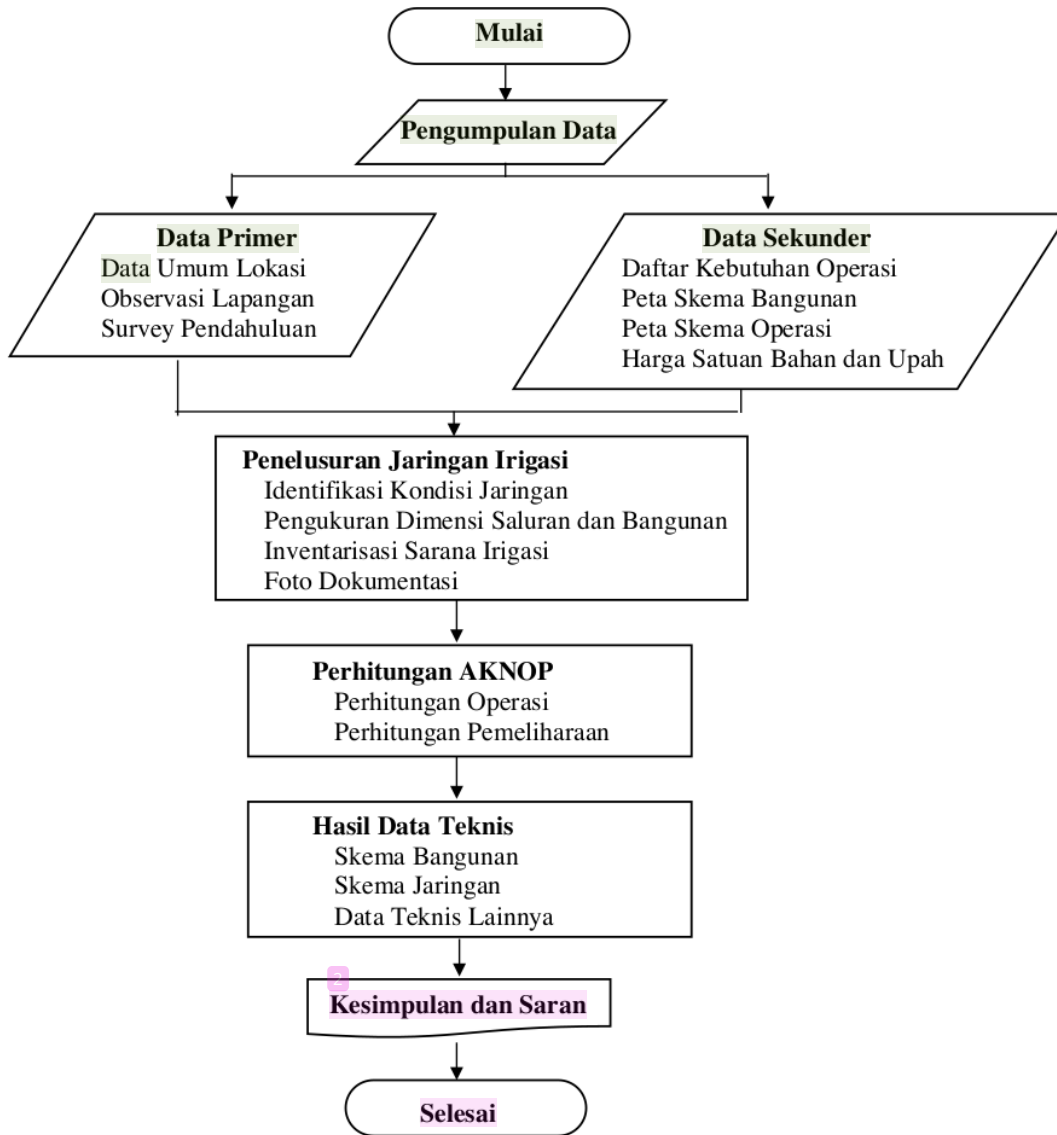 Mulai
Pengumpulan Data
Data Primer
Data Umum Lokasi
Observasi Lapangan
Survey Pendahuluan
Data Sekunder
Daftar Kebutuhan Operasi
Peta Skema Bangunan
Peta Skema Operasi
Harga Satuan Bahan dan Upah
Penelusuran Jaringan Irigasi
Identifikasi Kondisi Jaringan
Pengukuran Dimensi Saluran dan Bangunan
Inventarisasi Sarana Irigasi
Foto Dokumentasi
Perhitungan AKNOP
Perhitungan Operasi
Perhitungan Pemeliharaan
Hasil Data Teknis
Skema Bangunan
Skema Jaringan
Data Teknis Lainnya
2
Kesimpulan dan Saran
Selesai